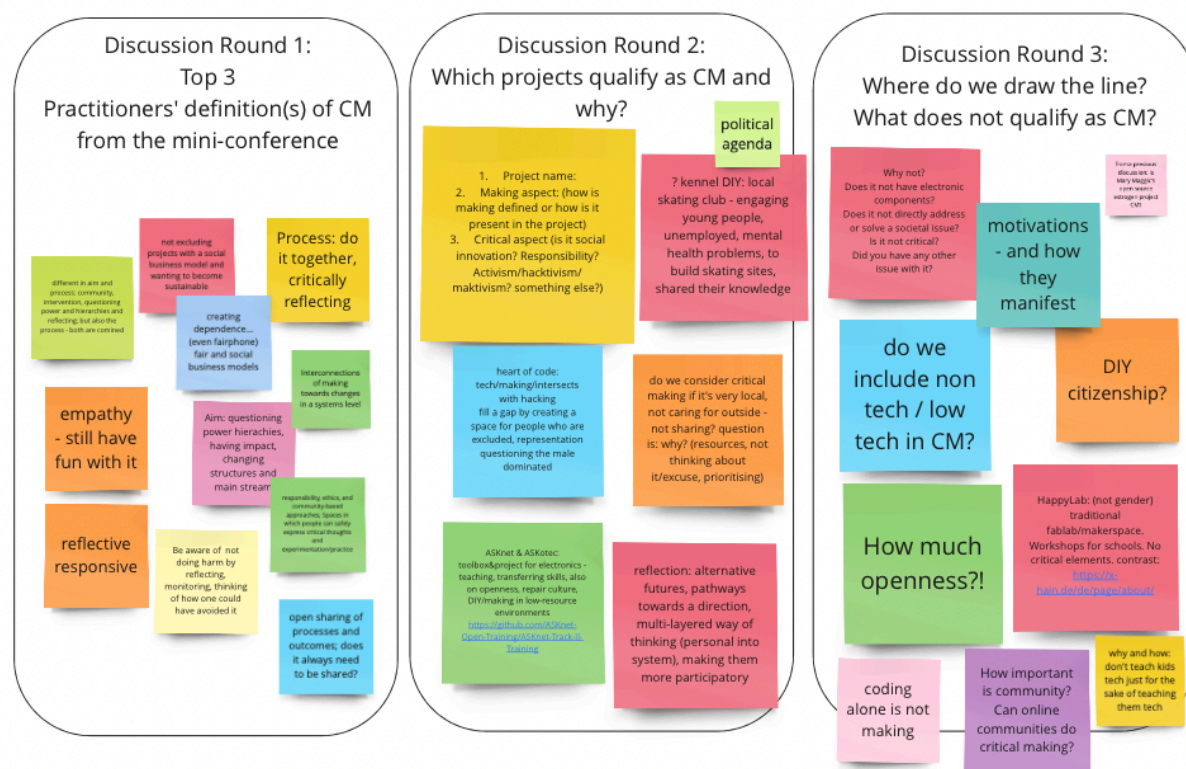 Discussion Round 1:
Top 3
Practitioners' definition(s) of CM
from the mini-conference
not excluding
projects with a social
business model and
wanting to become
sustainable
Process: do
it together,
critically
reflecting
different in aim and
process: community,
intervention, questioning
power and hierarchies and
reflecting; but also the
process - both are comined
creating
dependence...
(even fairphone)
fair and social
business models
Interconnections
of making
towards changes
in a systems level
empathy
- still have
fun with it
Aim: questioning
power hierachies,
having impact,
changing
structures and
main stream
responsibility, ethics, and
community-based
approaches, Spaces in
which people can safely
express critical thoughts
and
experimentation/practice
reflective
responsive
Be aware of not
doing harm by
reflecting,
monitoring, thinking
of how one could
have avoided it
open sharing of
processes and
outcomes; does
it always need
to be shared?
Discussion Round 2:
Which projects qualify as CM and
why?
political
agenda
1. Project name:
2. Making aspect: (how is
making defined or how is it
present in the project)
3. Critical aspect (is it social
innovation? Responsibility?
Activism/hacktivism/
maktivism? something else?)
? kennel DIY: local
skating club - engaging
young people,
unemployed, mental
health problems, to
build skating sites,
shared their knowledge
heart of code:
tech/making/intersects
with hacking
fill a gap by creating a
space for people who are
excluded, representation
questioning the male
dominated
do we consider critical
making if it's very local,
not caring for outside -
not sharing? question
is: why? (resources, not
thinking about
it/excuse, prioritising)
ASKnet & ASKotec:
toolbox&project for electronics -
teaching, transferring skills, also
on openness, repair culture,
DIY/making in low-resource
environments
https://github.com/ASKnet-
Open-Training/ASKnet-Track-II-
Training
reflection: alternative
futures, pathways
towards a direction,
multi-layered way of
thinking (personal into
system), making them
more participatory
Discussion Round 3:
Where do we draw the line?
What does not qualify as CM?
Why not?
Does it not have electronic
components?
Does it not directly address
or solve a societal issue?
Is it not critical?
Did you have any other
issue with it?
From previous
discussion: is
Mary Maggic's
open source
estrogen project
CM?
motivations
- and how
they
manifest
do we
include non
tech / low
tech in CM?
DIY
citizenship?
How much
openness?!
HappyLab: (not gender)
traditional
fablab/makerspace.
Workshops for schools. No
critical elements. contrast:
https://x-
hain.de/de/page/about/
coding
alone is not
making
How important
is community?
Can online
communities do
critical making?
why and how:
don't teach kids
tech just for the
sake of teaching
them tech